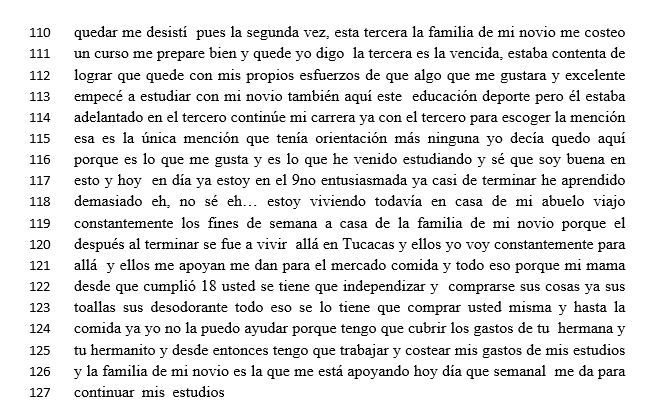 110 quedar me desistí pues la segunda vez, esta tercera la familia de mi novio me costeo
111 un curso me prepare bien y quede yo digo la tercera es la vencida, estaba contenta de
112 lograr que quede con mis propios esfuerzos de que algo que me gustara y excelente
113 empecé a estudiar con mi novio también aquí este educación deporte pero él estaba
114 adelantado en el tercero continúe mi carrera ya con el tercero para escoger la mención
115 esa es la única mención que tenía orientación más ninguna yo decía quedo aquí
116 porque es lo que me gusta y es lo que he venido estudiando y sé que soy buena en
117 esto y hoy en día ya estoy en el 9no entusiasmada ya casi de terminar he aprendido
118 demasiado eh, no sé eh… estoy viviendo todavía en casa de mi abuelo viajo
119 constantemente los fines de semana a casa de la familia de mi novio porque el
120 después al terminar se fue a vivir allá en Tucacas y ellos yo voy constantemente para
121 allá y ellos me apoyan me dan para el mercado comida y todo eso porque mi mama
122 desde que cumplió 18 usted se tiene que independizar y comprarse sus cosas ya sus
123 toallas sus desodorante todo eso se lo tiene que comprar usted misma y hasta la
124 comida ya yo no la puedo ayudar porque tengo que cubrir los gastos de tu hermana y
125 tu hermanito y desde entonces tengo que trabajar y costear mis gastos de mis estudios
126 y la familia de mi novio es la que me está apoyando hoy día que semanal me da para
127 continuar mis estudios